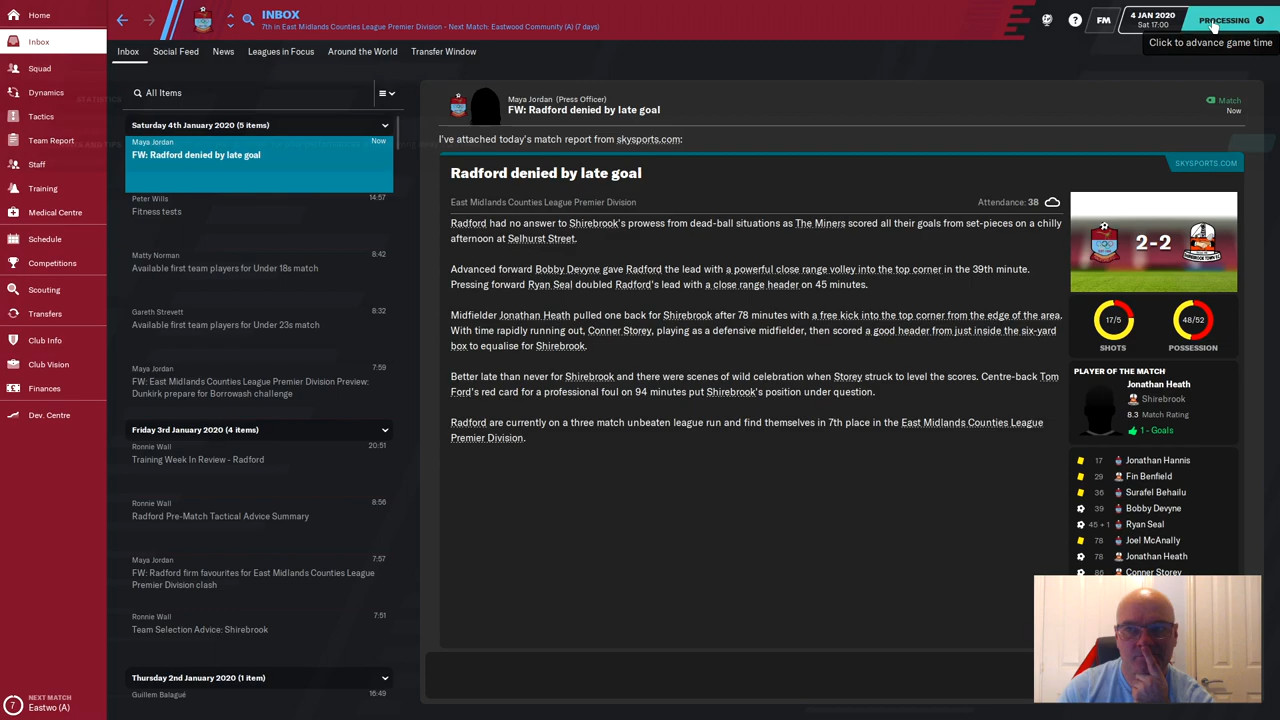 Home
Inbox
Squad
Dynamics
Tactics
Team Report
Staff
Training
Medical Centre
Schedule
Competitions
Scouting
Transfers
Club Info
Club Vision
Finances
Dev. Centre
NEXT MATCH
7 Eastwo (A)
INBOX
7th in East Midlands Counties League Premier Division - Next Match: Eastwood Community (A) (7 days)
?
FM
4 JAN 2020
Sat 17:00
PROCESSING
Click to advance game time
Inbox Social Feed News Leagues in Focus Around the World Transfer Window
All Items
Saturday 4th January 2020 (5 items)
Maya Jordan Now
FW: Radford denied by late goal
Peter Wills 14:57
Fitness tests
Matty Norman 8:42
Available first team players for Under 18s match
Gareth Strevett 8:32
Available first team players for Under 23s match
Maya Jordan 7:59
FW: East Midlands Counties League Premier Division Preview:
Dunkirk prepare for Borrowash challenge
Friday 3rd January 2020 (4 items)
Ronnie Wall 20:51
Training Week In Review - Radford
Ronnie Wall 8:56
Radford Pre-Match Tactical Advice Summary
Maya Jordan 7:57
FW: Radford firm favourites for East Midlands Counties League
Premier Division clash
Ronnie Wall 7:51
Team Selection Advice: Shirebrook
Thursday 2nd January 2020 (1 item)
Guillem Balagué 16:49
Maya Jordan (Press Officer)
FW: Radford denied by late goal
Match
Now
I've attached today's match report from skysports.com:
SKYSPORTS.COM
Radford denied by late goal
East Midlands Counties League Premier Division Attendance: 38
Radford had no answer to Shirebrook's prowess from dead-ball situations as The Miners scored all their goals from set-pieces on a chilly
afternoon at Selhurst Street.
Advanced forward Bobby Devyne gave Radford the lead with a powerful close range volley into the top corner in the 39th minute.
Pressing forward Ryan Seal doubled Radford's lead with a close range header on 45 minutes.
Midfielder Jonathan Heath pulled one back for Shirebrook after 78 minutes with a free kick into the top corner from the edge of the area.
With time rapidly running out, Conner Storey, playing as a defensive midfielder, then scored a good header from just inside the six-yard
box to equalise for Shirebrook.
Better late than never for Shirebrook and there were scenes of wild celebration when Storey struck to level the scores. Centre-back Tom
Ford's red card for a professional foul on 94 minutes put Shirebrook's position under question.
Radford are currently on a three match unbeaten league run and find themselves in 7th place in the East Midlands Counties League
Premier Division.
2-2
17/5
SHOTS
48/52
POSSESSION
PLAYER OF THE MATCH
Jonathan Heath
Shirebrook
8.3 Match Rating
1 - Goals
17 Jonathan Hannis
29 Fin Benfield
36 Surafel Behailu
39 Bobby Devyne
45 + 1 Ryan Seal
78 Joel McAnally
78 Jonathan Heath
86 Conner Storey